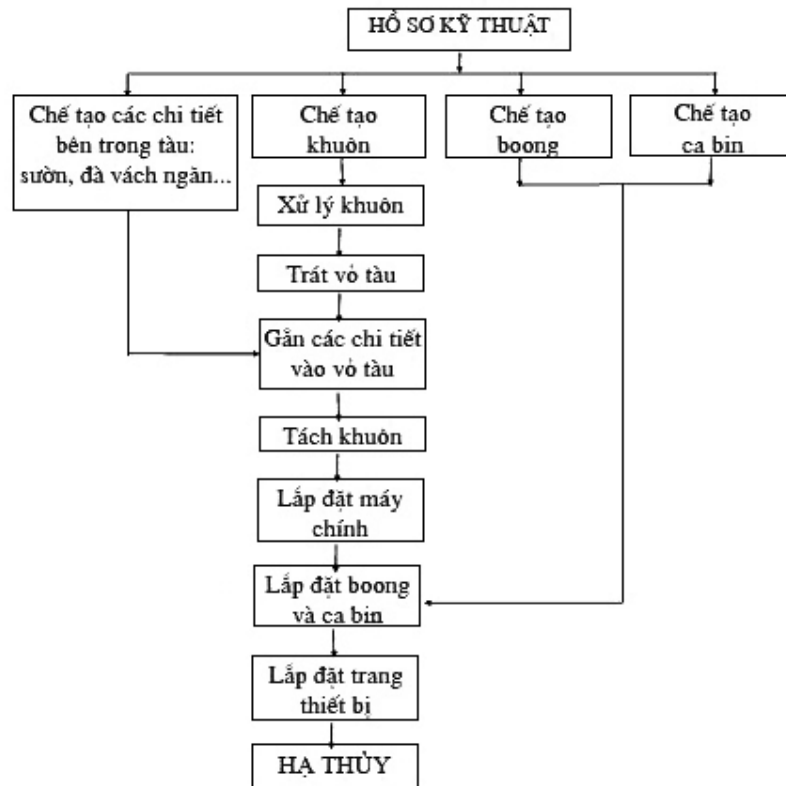 HỒ SƠ KỸ THUẬT
Chế tạo các chi tiết
bên trong tàu:
sườn, đà vách ngăn...
Chế tạo
khuôn
Chế tạo
boong
Chế tạo
ca bin
Xử lý khuôn
Trát vỏ tàu
Gắn các chi tiết
vào vỏ tàu
Tách khuôn
Lắp đặt máy
chính
Lắp đặt boong
và ca bin
Lắp đặt trang
thiết bị
HẠ THỦY